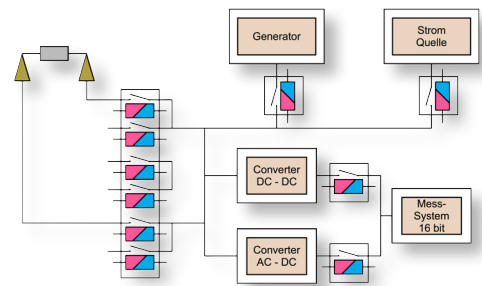 Generator
Strom
Quelle
Converter
DC - DC
Mess-
System
16 bit
Converter
AC - DC